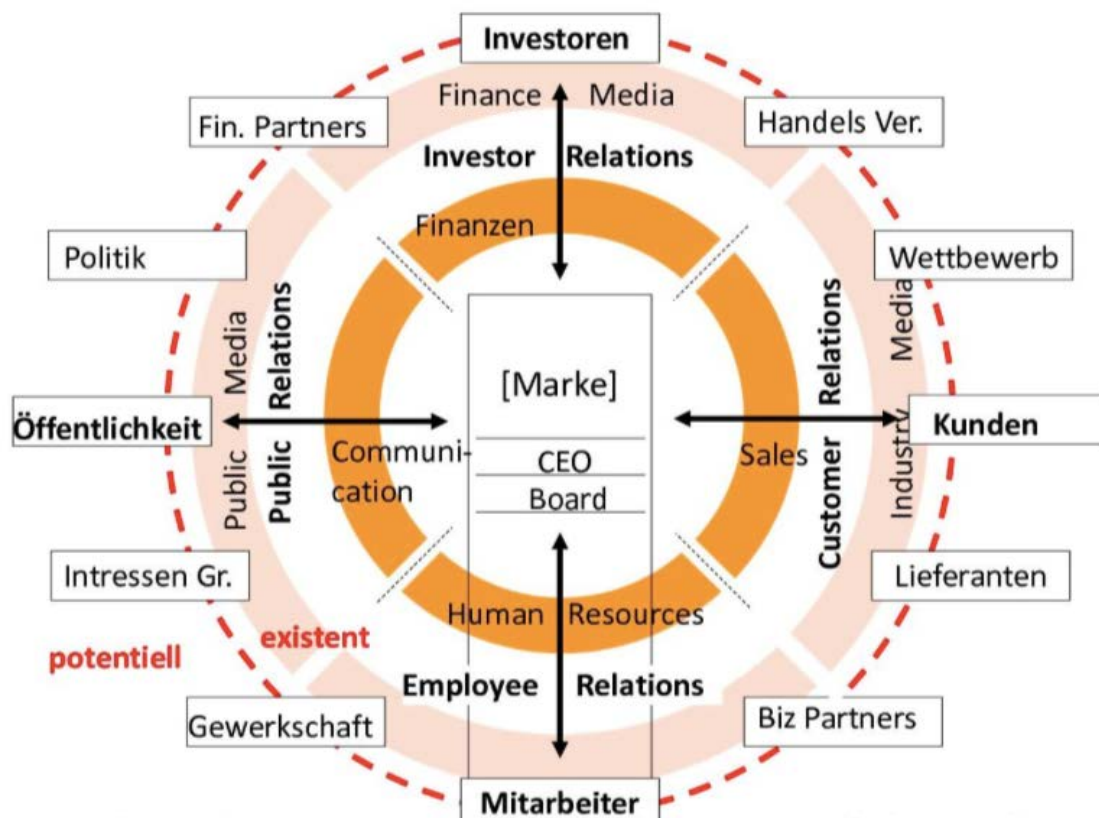 Investoren
Finance Media
Fin. Partners
Handels Ver.
Investor Relations
Finanzen
Politik
Wettbewerb
Public Media
Public Relations
Customer Relations
Industry Media
[Marke]
Öffentlichkeit
Kunden
Communi-
cation
CEO
Sales
Board
Intressen Gr.
Lieferanten
Human Resources
existent
potentiell
Employee Relations
Gewerkschaft
Biz Partners
Mitarbeiter